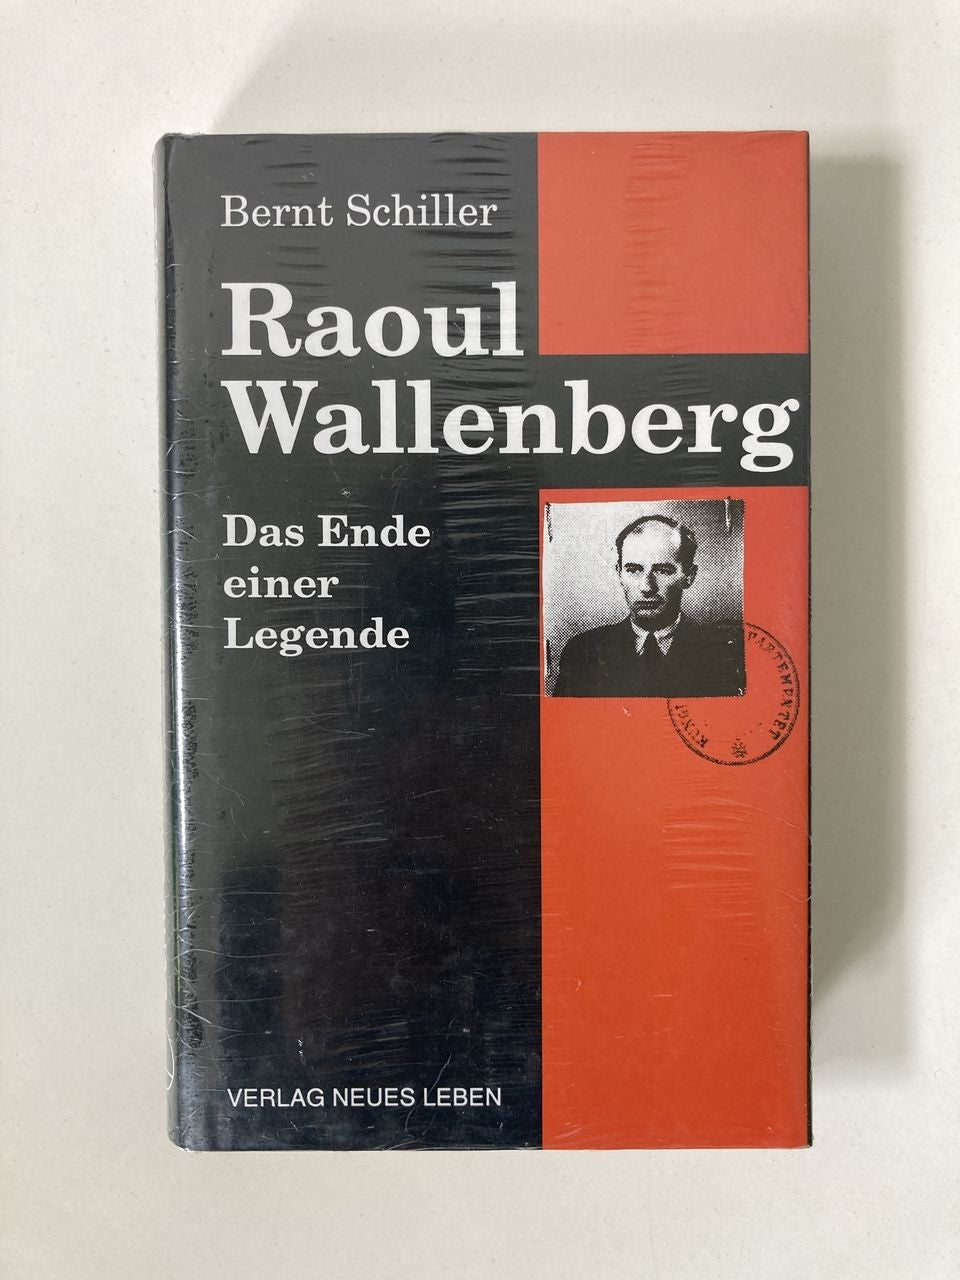 Bernt Schiller
Raoul
Wallenberg
Das Ende
einer
Legende
VERLAG NEUES LEBEN